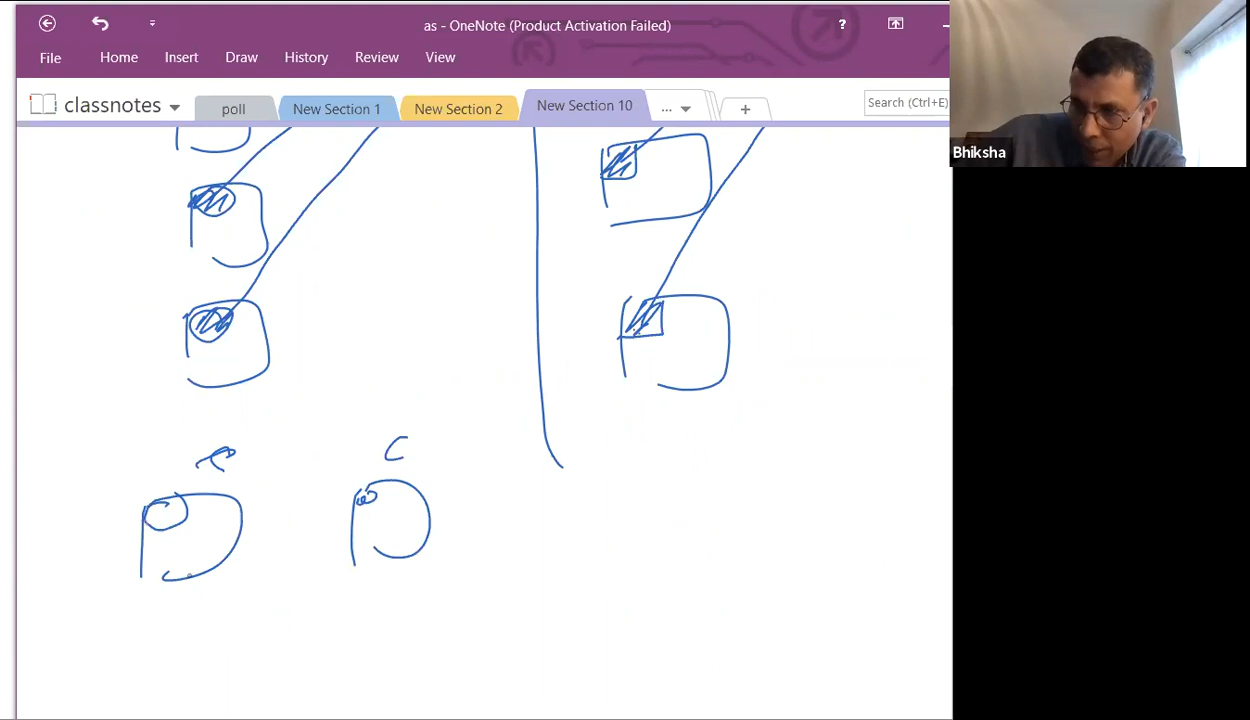 as - OneNote (Product Activation Failed)
?
File Home Insert Draw History Review View
classnotes poll New Section 1 New Section 2 New Section 10 ... + Search (Ctrl+E)
Bhiksha
C